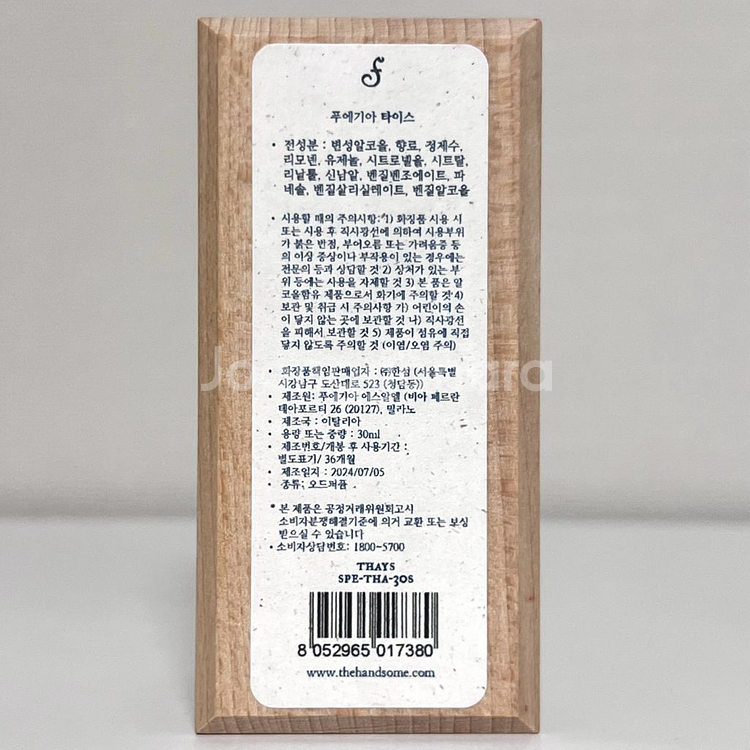 f
푸에기아 타이스
• 전성분 : 변성알코올, 향료, 정제수,
리모넨, 유제놀, 시트로넬올, 시트랄,
리날룰, 신남알, 벤질벤조에이트, 파
네솔, 벤질살리실레이트, 벤질알코올
• 사용할 때의 주의사항: 1) 화장품 사용 시
또는 사용 후 직시광선에 의하여 사용부위
가 붉은 반점, 부어오름 또는 가려움증 등
의 이상 증상이나 부작용이 있는 경우에는
전문의 등과 상담할 것 2) 상처가 있는 부
위 등에는 사용을 자제할 것 3) 본 품은 알
코올함유 제품으로서 화기에 주의할 것 4)
보관 및 취급 시 주의사항 가) 어린이의 손
이 닿지 않는 곳에 보관할 것 나) 직사광선
을 피해서 보관할 것 5) 제품이 섬유에 직접
닿지 않도록 주의할 것 (이염/오염 주의)
• 화장품책임판매업자 : ㈜한섬 (서울특별
시강남구 도산대로 523 (청담동))
• 제조원: 푸에기아 에스알엘 (비아 페르란
데아포르티 26 (20127), 밀라노
• 제조국 : 이탈리아
• 용량 또는 중량 : 30ml
• 제조번호/개봉 후 사용기간 :
별도표기/ 36개월
• 제조일자 : 2024/07/05
• 종류: 오드퍼퓸
* 본 제품은 공정거래위원회고시
소비자분쟁해결기준에 의거 교환 또는 보상
받으실 수 있습니다
• 소비자상담번호: 1800-5700
THAYS
SPE-THA-30S
8 052965 017380
www.thehandsome.com